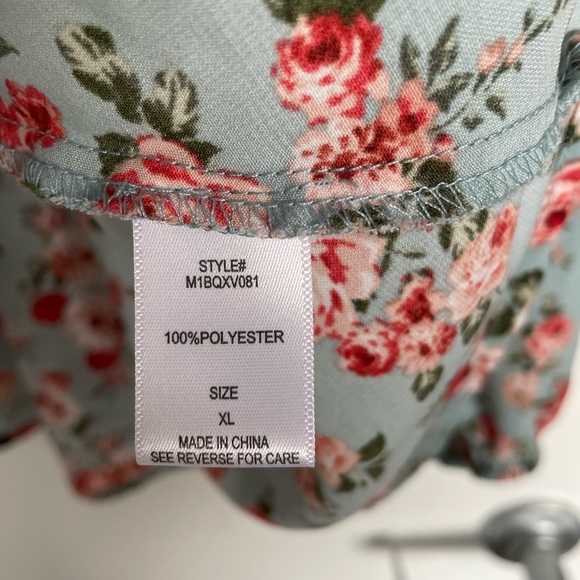 STYLE#
M1BQXV081
100%POLYESTER
SIZE
XL
MADE IN CHINA
SEE REVERSE FOR CARE